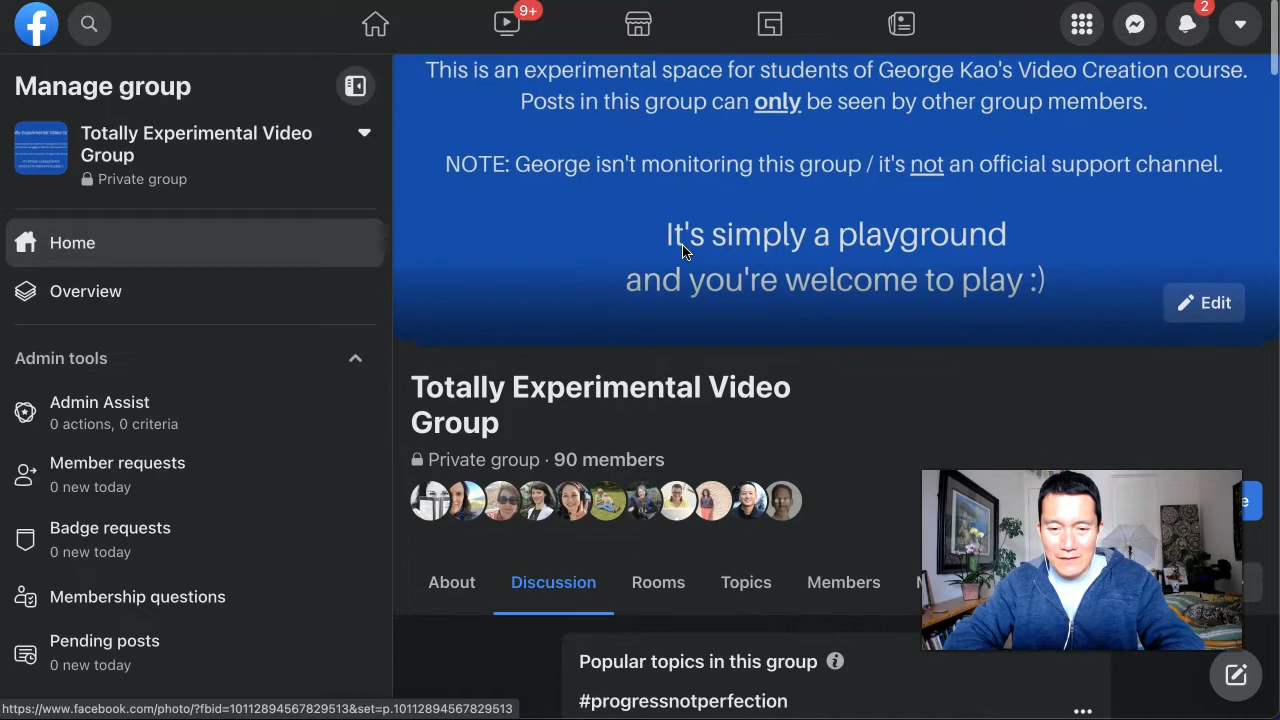 9+
2
Manage group
Totally Experimental Video
Group
Private group
Home
Overview
Admin tools
Admin Assist
0 actions, 0 criteria
Member requests
0 new today
Badge requests
0 new today
Membership questions
Pending posts
0 new today
https://www.facebook.com/photo/?fbid=10112894567829513&set=p.10112894567829513
This is an experimental space for students of George Kao's Video Creation course.
Posts in this group can only be seen by other group members.
NOTE: George isn't monitoring this group / it's not an official support channel.
It's simply a playground
and you're welcome to play :)
Edit
Totally Experimental Video
Group
Private group · 90 members
About Discussion Rooms Topics Members
Popular topics in this group
#progressnotperfection